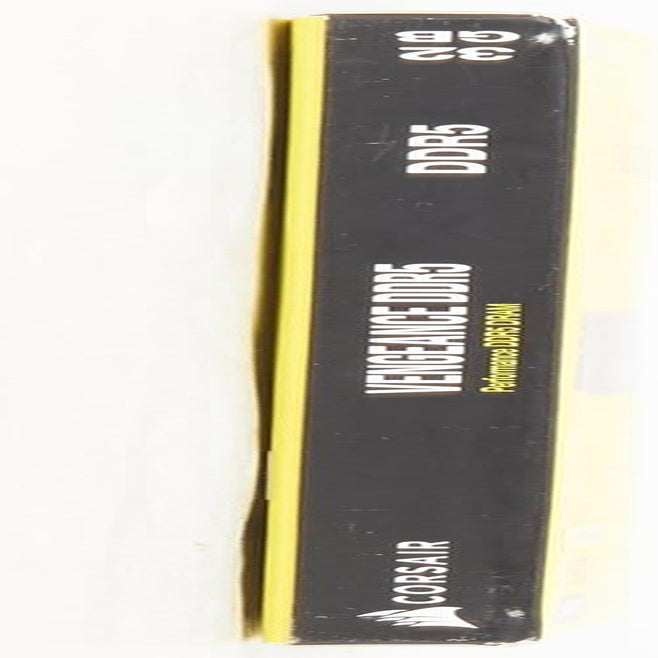 CORSAIR
VENGEANCE DDR5
Performance DDR5 DRAM
DDR5
32
GB